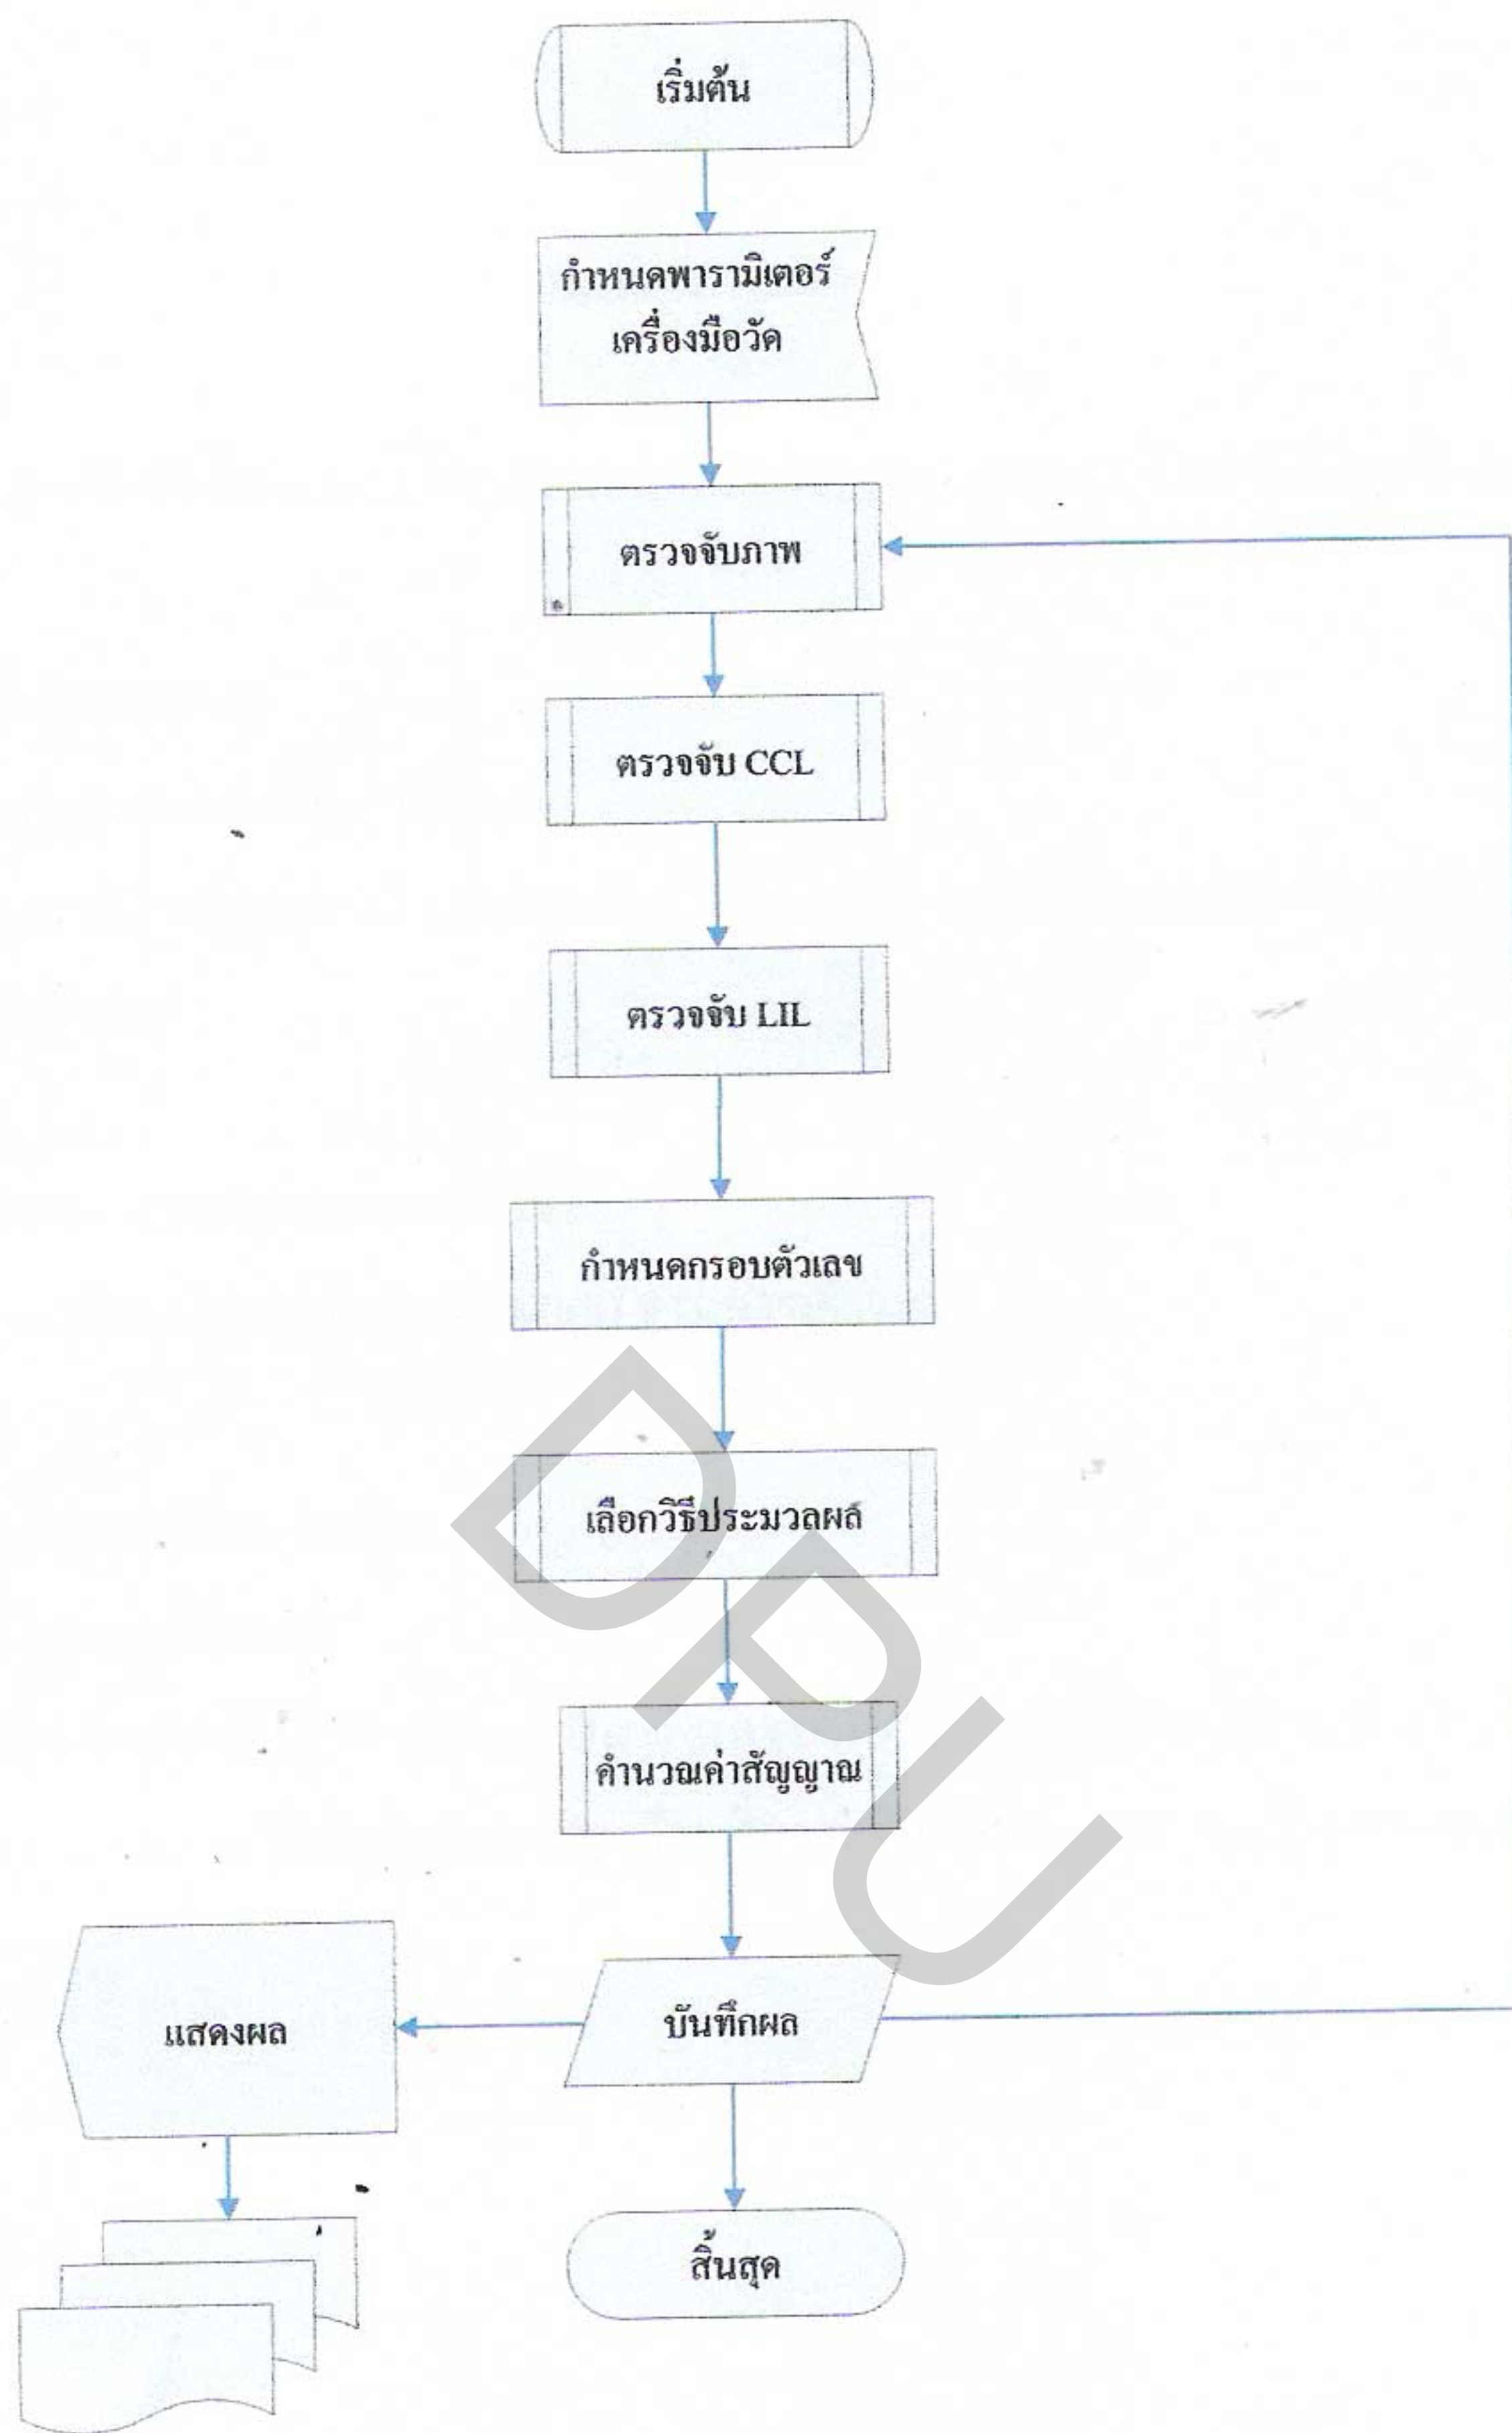 เริ่มต้น
กำหนดพารามิเตอร์
เครื่องมือวัด
ตรวจจับภาพ
ตรวจจับ CCL
ตรวจจับ LIL
กำหนดกรอบตัวเลข
เลือกวิธีประมวลผล
คำนวณค่าสัญญาณ
แสดงผล
บันทึกผล
สิ้นสุด
DPU